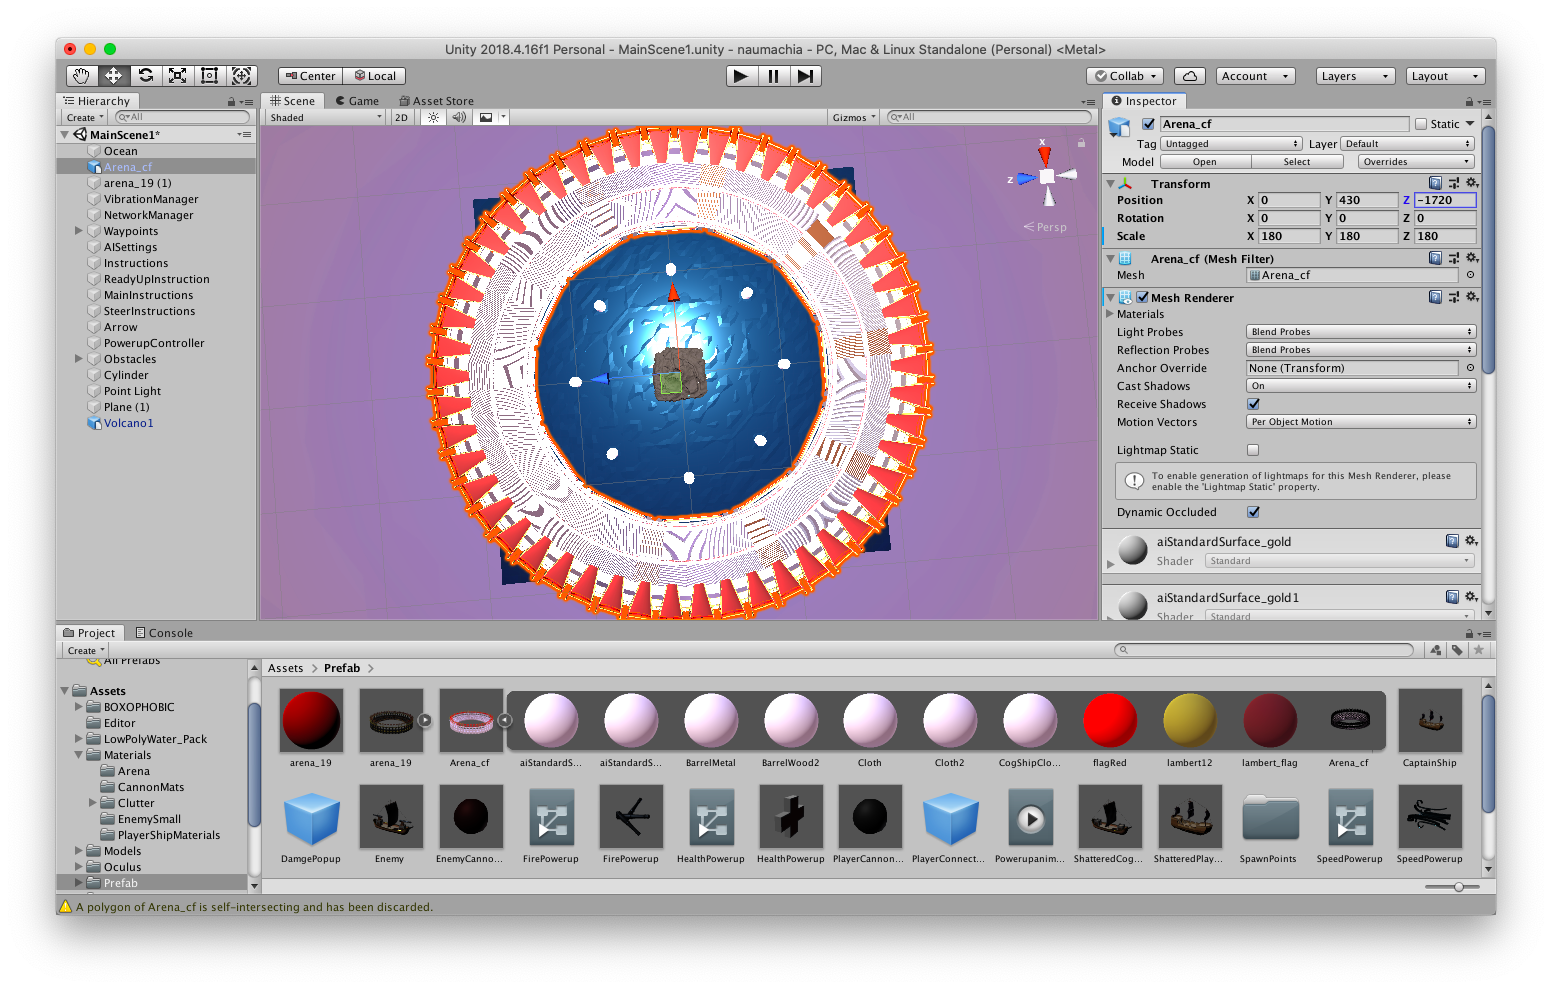 Unity 2018.4.16f1 Personal - MainScene1.unity - naumachia - PC, Mac & Linux Standalone (Personal) <Metal>
Center Local Collab Account Layers Layout
Hierarchy
Create All
MainScene1*
Ocean
Arena_cf
arena_19 (1)
VibrationManager
NetworkManager
Waypoints
AISettings
Instructions
ReadyUpInstruction
MainInstructions
SteerInstructions
Arrow
PowerupController
Obstacles
Cylinder
Point Light
Plane (1)
Volcano1
Scene Game Asset Store
Shaded 2D Gizmos All
x
z
Persp
Inspector
Arena_cf Static
Tag Untagged Layer Default
Model Open Select Overrides
Transform
Position X 0 Y 430 Z -1720
Rotation X 0 Y 0 Z 0
Scale X 180 Y 180 Z 180
Arena_cf (Mesh Filter)
Mesh Arena_cf
Mesh Renderer
Materials
Light Probes Blend Probes
Reflection Probes Blend Probes
Anchor Override None (Transform)
Cast Shadows On
Receive Shadows
Motion Vectors Per Object Motion
Lightmap Static
To enable generation of lightmaps for this Mesh Renderer, please
enable the 'Lightmap Static' property.
Dynamic Occluded
aiStandardSurface_gold
Shader Standard
aiStandardSurface_gold1
Shader Standard
Project Console
Create
All Prefabs
Assets
BOXOPHOBIC
Editor
LowPolyWater_Pack
Materials
Arena
CannonMats
Clutter
EnemySmall
PlayerShipMaterials
Models
Oculus
Prefab
Assets > Prefab >
arena_19 arena_19 Arena_cf aiStandardS... aiStandardS... BarrelMetal BarrelWood2 Cloth Cloth2 CogShipClo... flagRed lambert12 lambert_flag Arena_cf CaptainShip
DamgePopup Enemy EnemyCanno... FirePowerup FirePowerup HealthPowerup HealthPowerup PlayerCannon... PlayerConnect... Powerupanim... ShatteredCog... ShatteredPlay... SpawnPoints SpeedPowerup SpeedPowerup
A polygon of Arena_cf is self-intersecting and has been discarded.